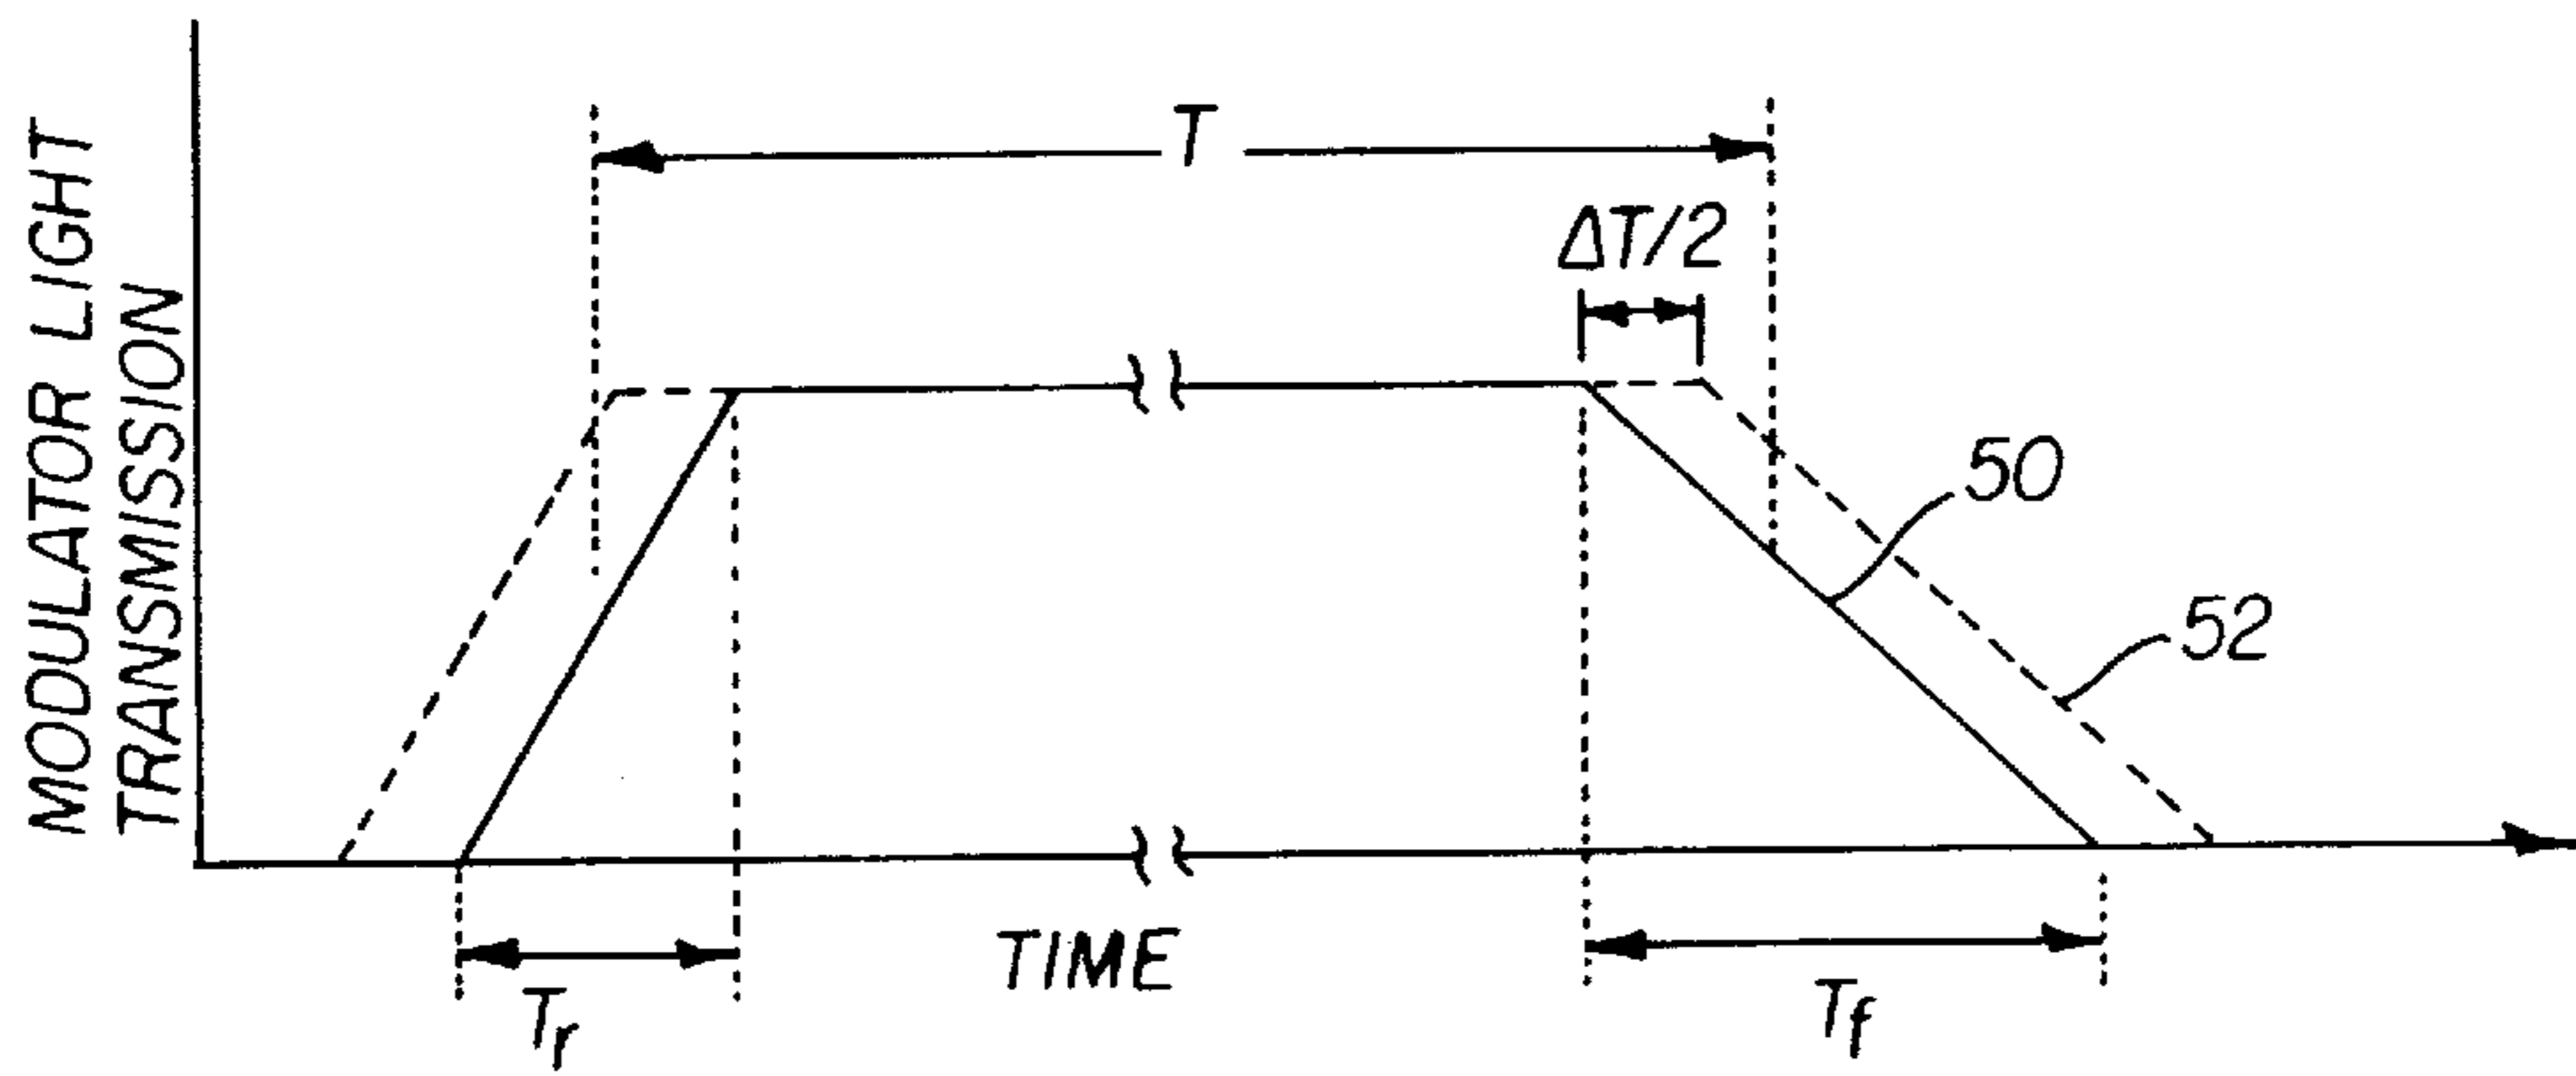 MODULATOR LIGHT
TRANSMISSION
T
ΔT/2
50
52
TIME
Tr
Tf